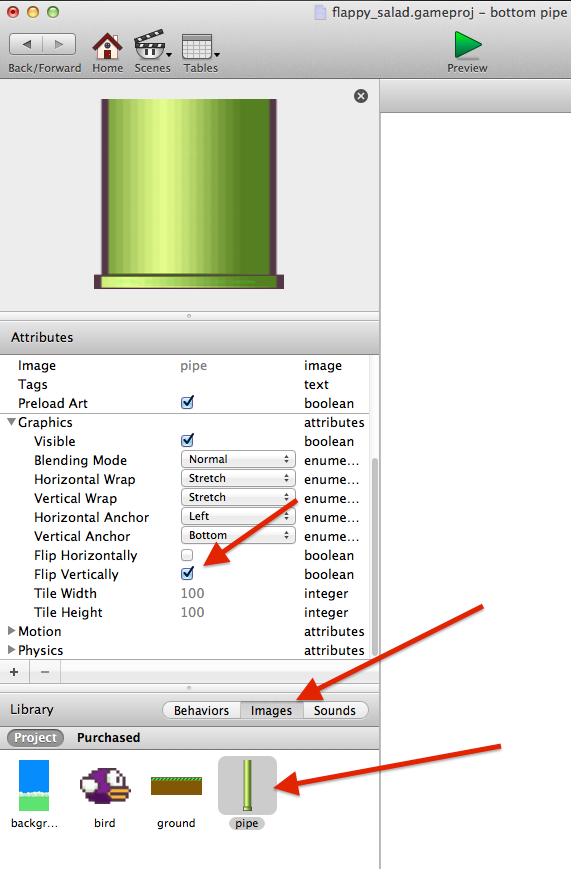 flappy_salad.gameproj – bottom pipe
Back/Forward Home Scenes Tables Preview
Attributes
Image pipe image
Tags text
Preload Art boolean
Graphics attributes
Visible boolean
Blending Mode Normal enume...
Horizontal Wrap Stretch enume...
Vertical Wrap Stretch enume...
Horizontal Anchor Left enume...
Vertical Anchor Bottom enume...
Flip Horizontally boolean
Flip Vertically boolean
Tile Width 100 integer
Tile Height 100 integer
Motion attributes
Physics attributes
Library Behaviors Images Sounds
Project Purchased
backgr... bird ground pipe